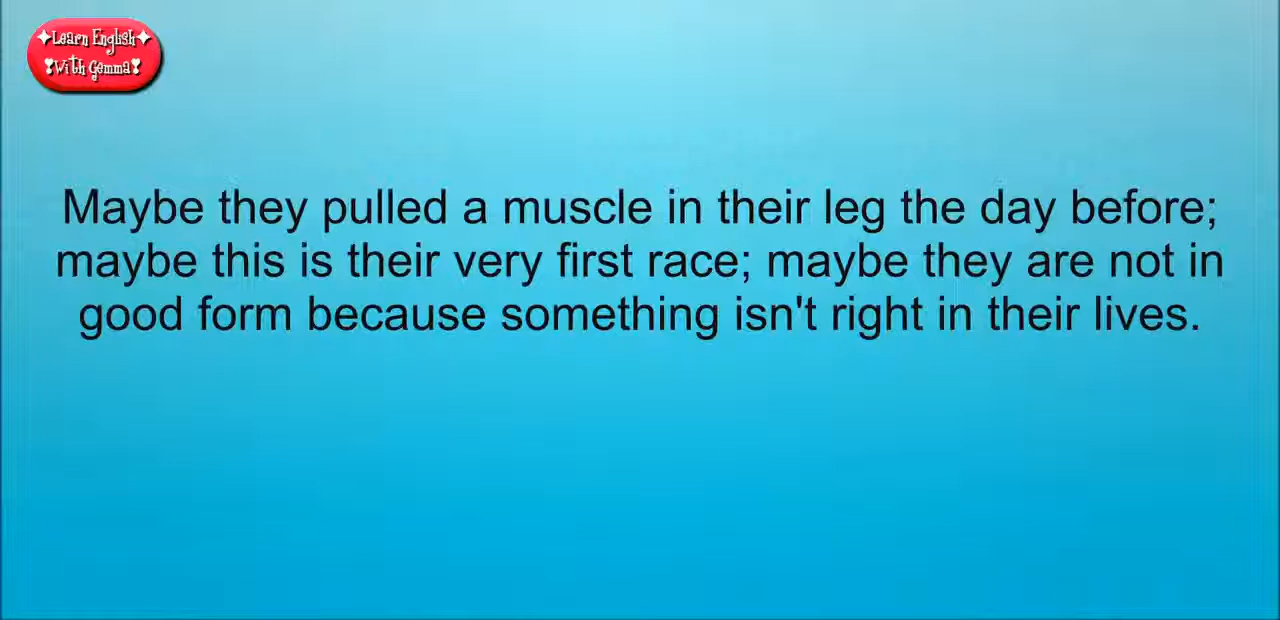 ✦Learn English✦
❣With Gemma❣
Maybe they pulled a muscle in their leg the day before;
maybe this is their very first race; maybe they are not in
good form because something isn't right in their lives.